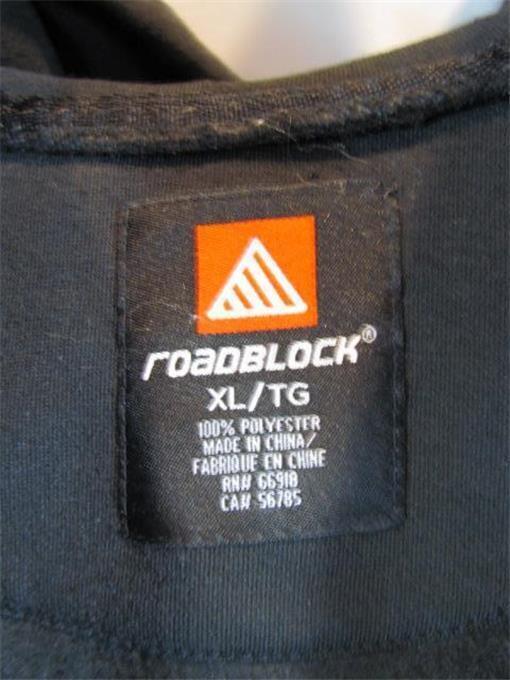 ROADBLOCK®
XL/TG
100% POLYESTER
MADE IN CHINA/
FABRIQUE EN CHINE
RN# 66918
CA# 56785